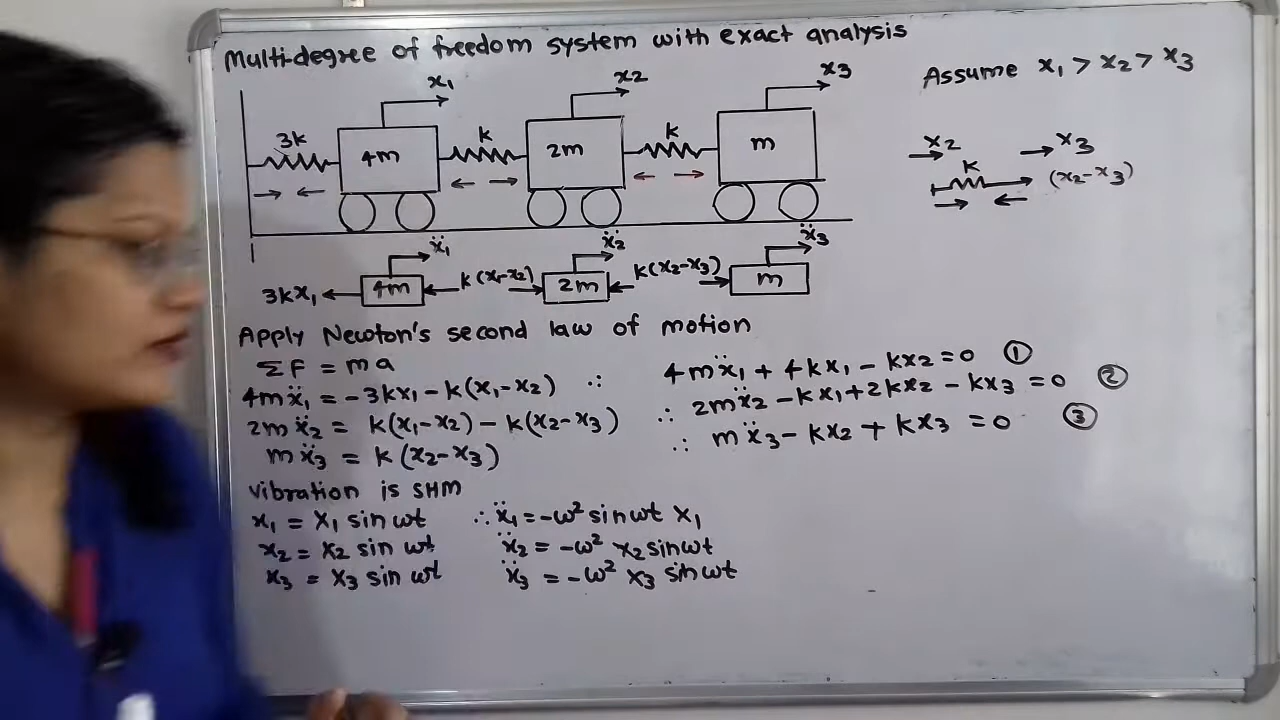 Multi-degree of freedom system with exact analysis
Assume x₁ > x₂ > x₃
x₁ x₂ x₃
3k 4m k 2m k m
x₂ x₃
k (x₂-x₃)
ẍ₁ ẍ₂ ẍ₃
3kx₁ 4m k(x₁-x₂) 2m k(x₂-x₃) m
Apply Newton's second law of motion
ΣF = ma
4mẍ₁ = -3kx₁ - k(x₁-x₂) ∴ 4mẍ₁ + 4kx₁ - kx₂ = 0 ①
2mẍ₂ = k(x₁-x₂) - k(x₂-x₃) ∴ 2mẍ₂ - kx₁ + 2kx₂ - kx₃ = 0 ②
mẍ₃ = k(x₂-x₃) ∴ mẍ₃ - kx₂ + kx₃ = 0 ③
vibration is SHM
x₁ = X₁ sin ωt ∴ ẍ₁ = -ω² sin ωt X₁
x₂ = X₂ sin ωt ẍ₂ = -ω² X₂ sin ωt
x₃ = X₃ sin ωt ẍ₃ = -ω² X₃ sin ωt